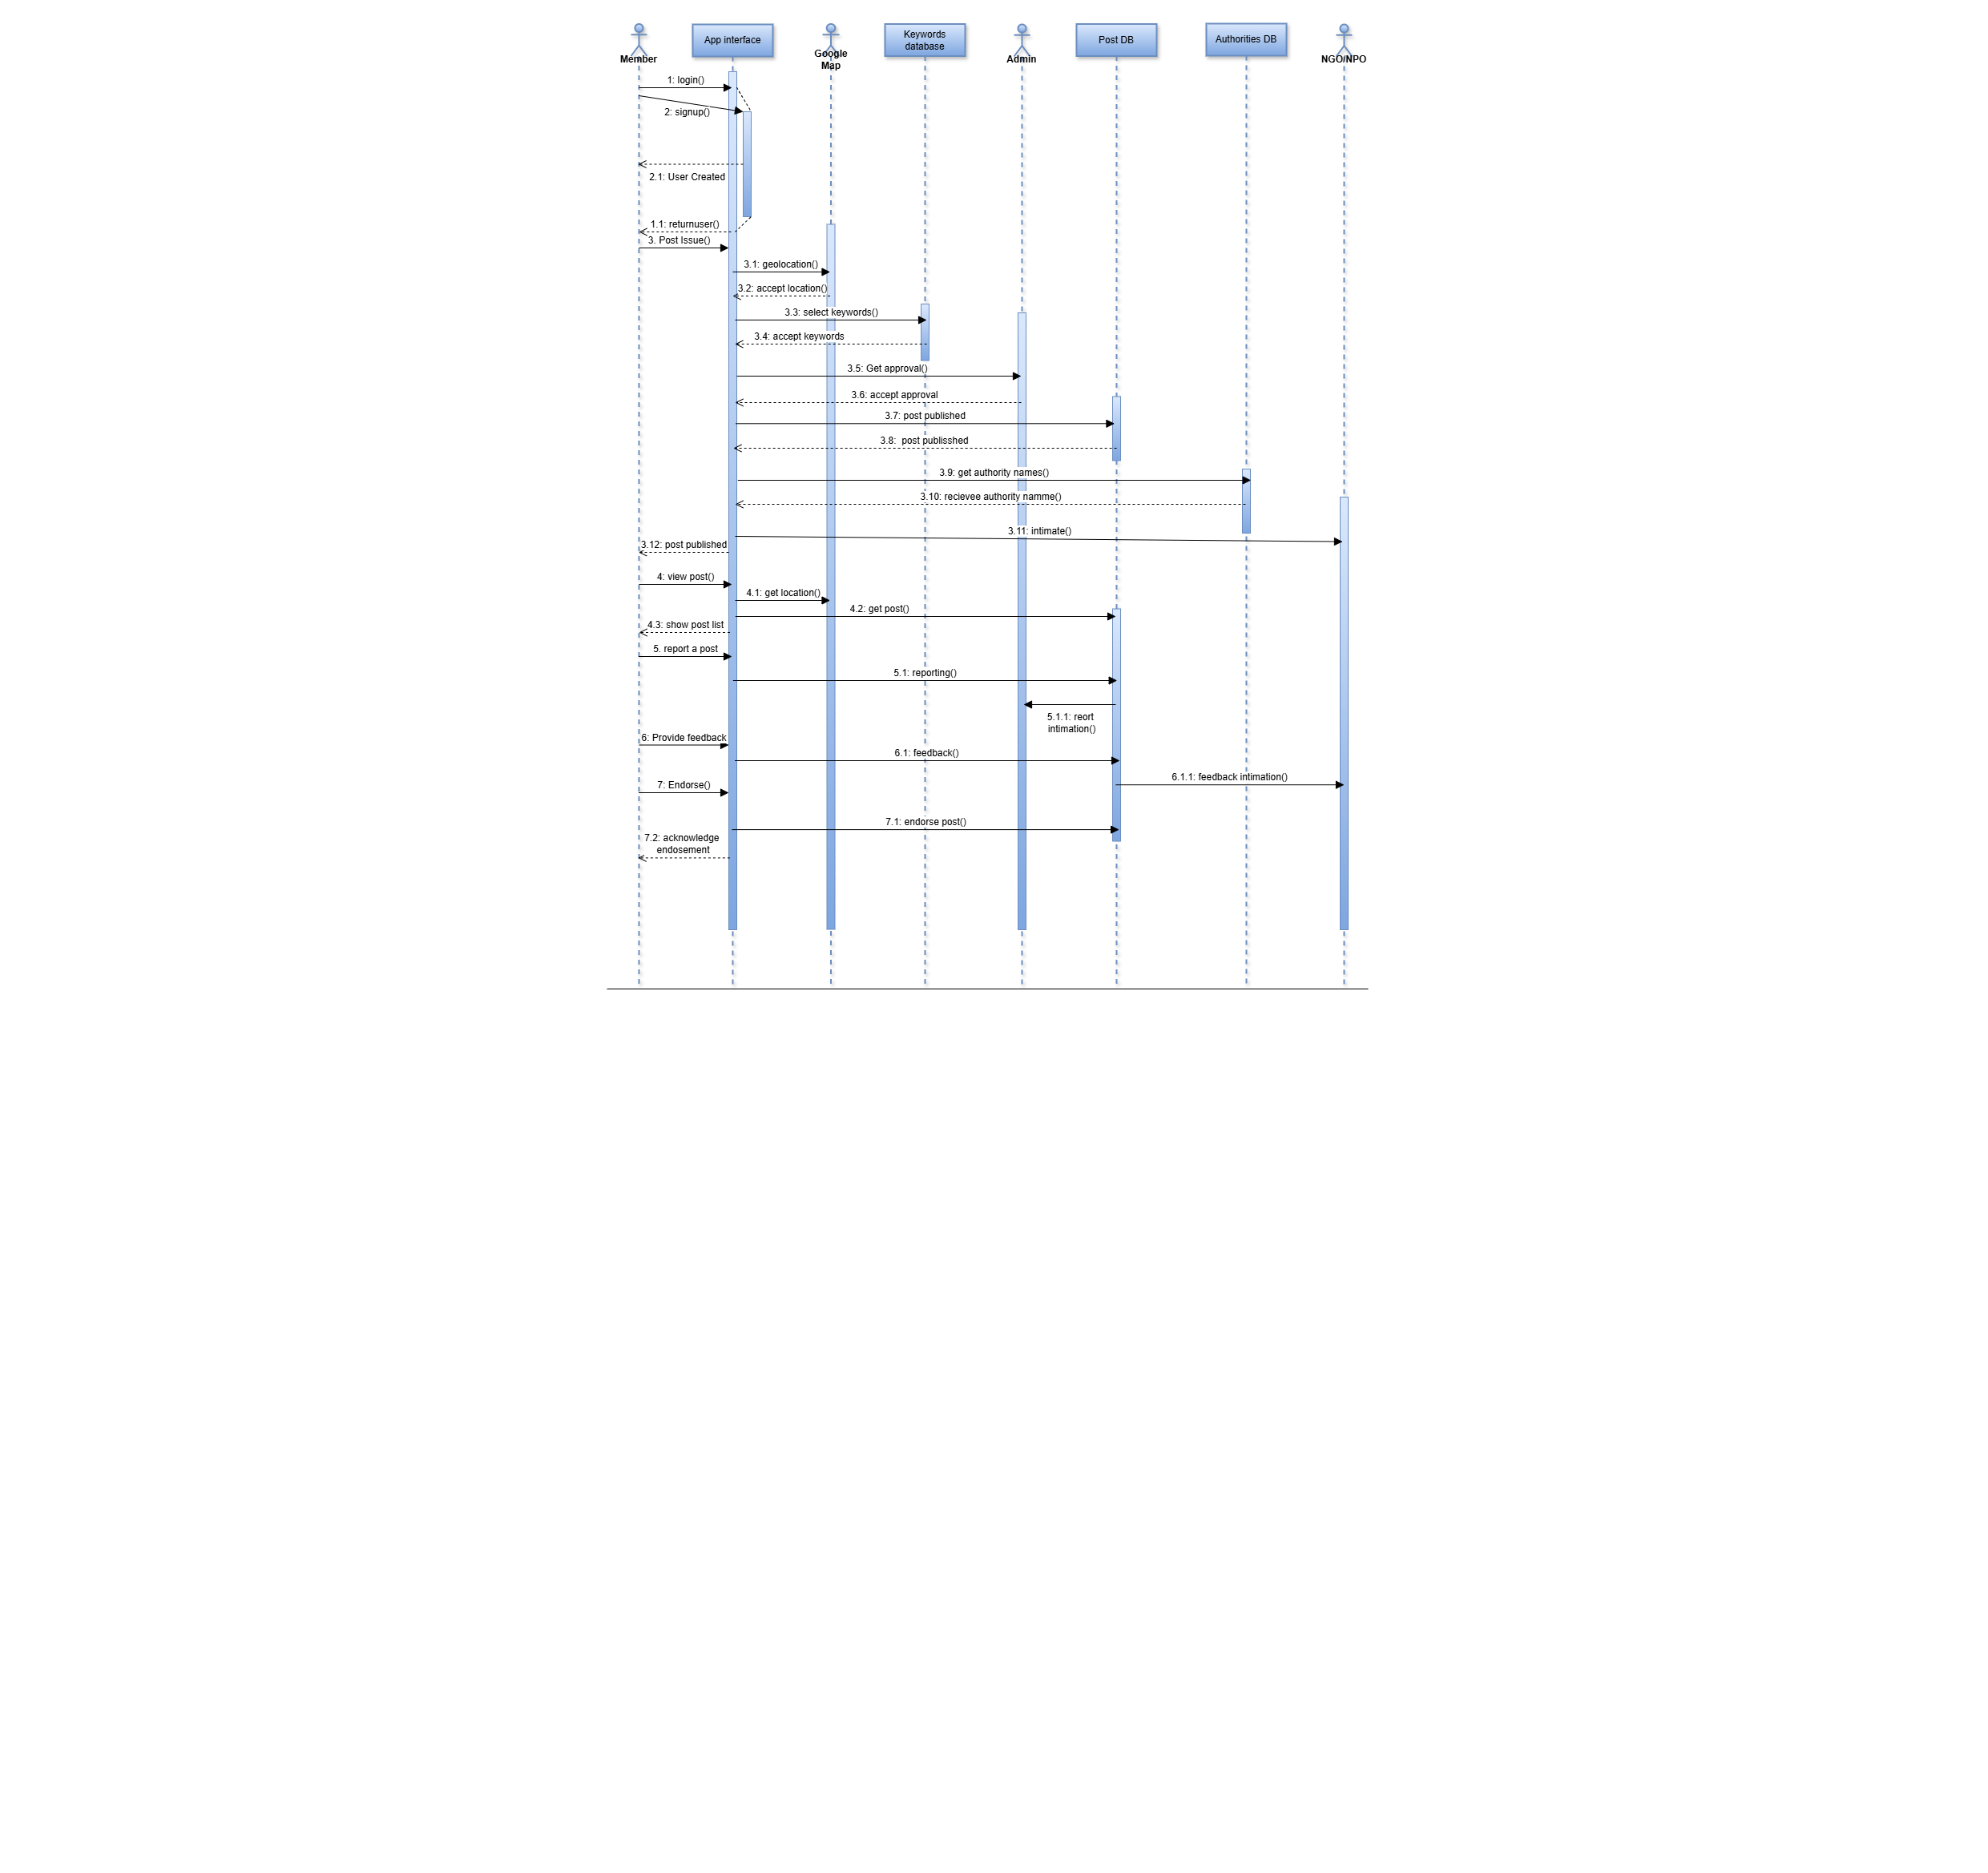 Member
App interface
Google
Map
Keywords
database
Admin
Post DB
Authorities DB
NGO/NPO
1: login()
2: signup()
2.1: User Created
1.1: returnuser()
3. Post Issue()
3.1: geolocation()
3.2: accept location()
3.3: select keywords()
3.4: accept keywords
3.5: Get approval()
3.6: accept approval
3.7: post published
3.8:  post publisshed
3.9: get authority names()
3.10: recievee authority namme()
3.11: intimate()
3.12: post published
4: view post()
4.1: get location()
4.2: get post()
4.3: show post list
5. report a post
5.1: reporting()
5.1.1: reort
intimation()
6: Provide feedback
6.1: feedback()
6.1.1: feedback intimation()
7: Endorse()
7.1: endorse post()
7.2: acknowledge
endosement